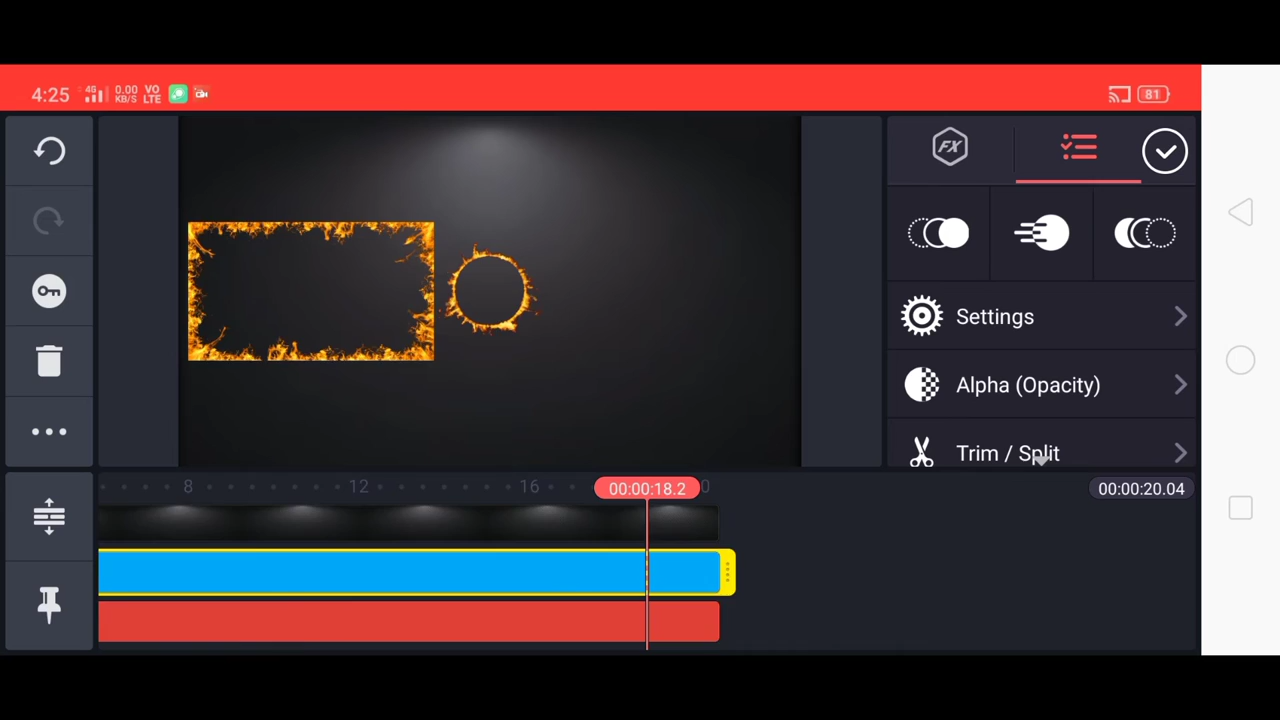 4:25 4G 0.00 KB/S VO LTE 81
FX
Settings
Alpha (Opacity)
Trim / Split
8 12 16 00:00:18.2 0 00:00:20.04